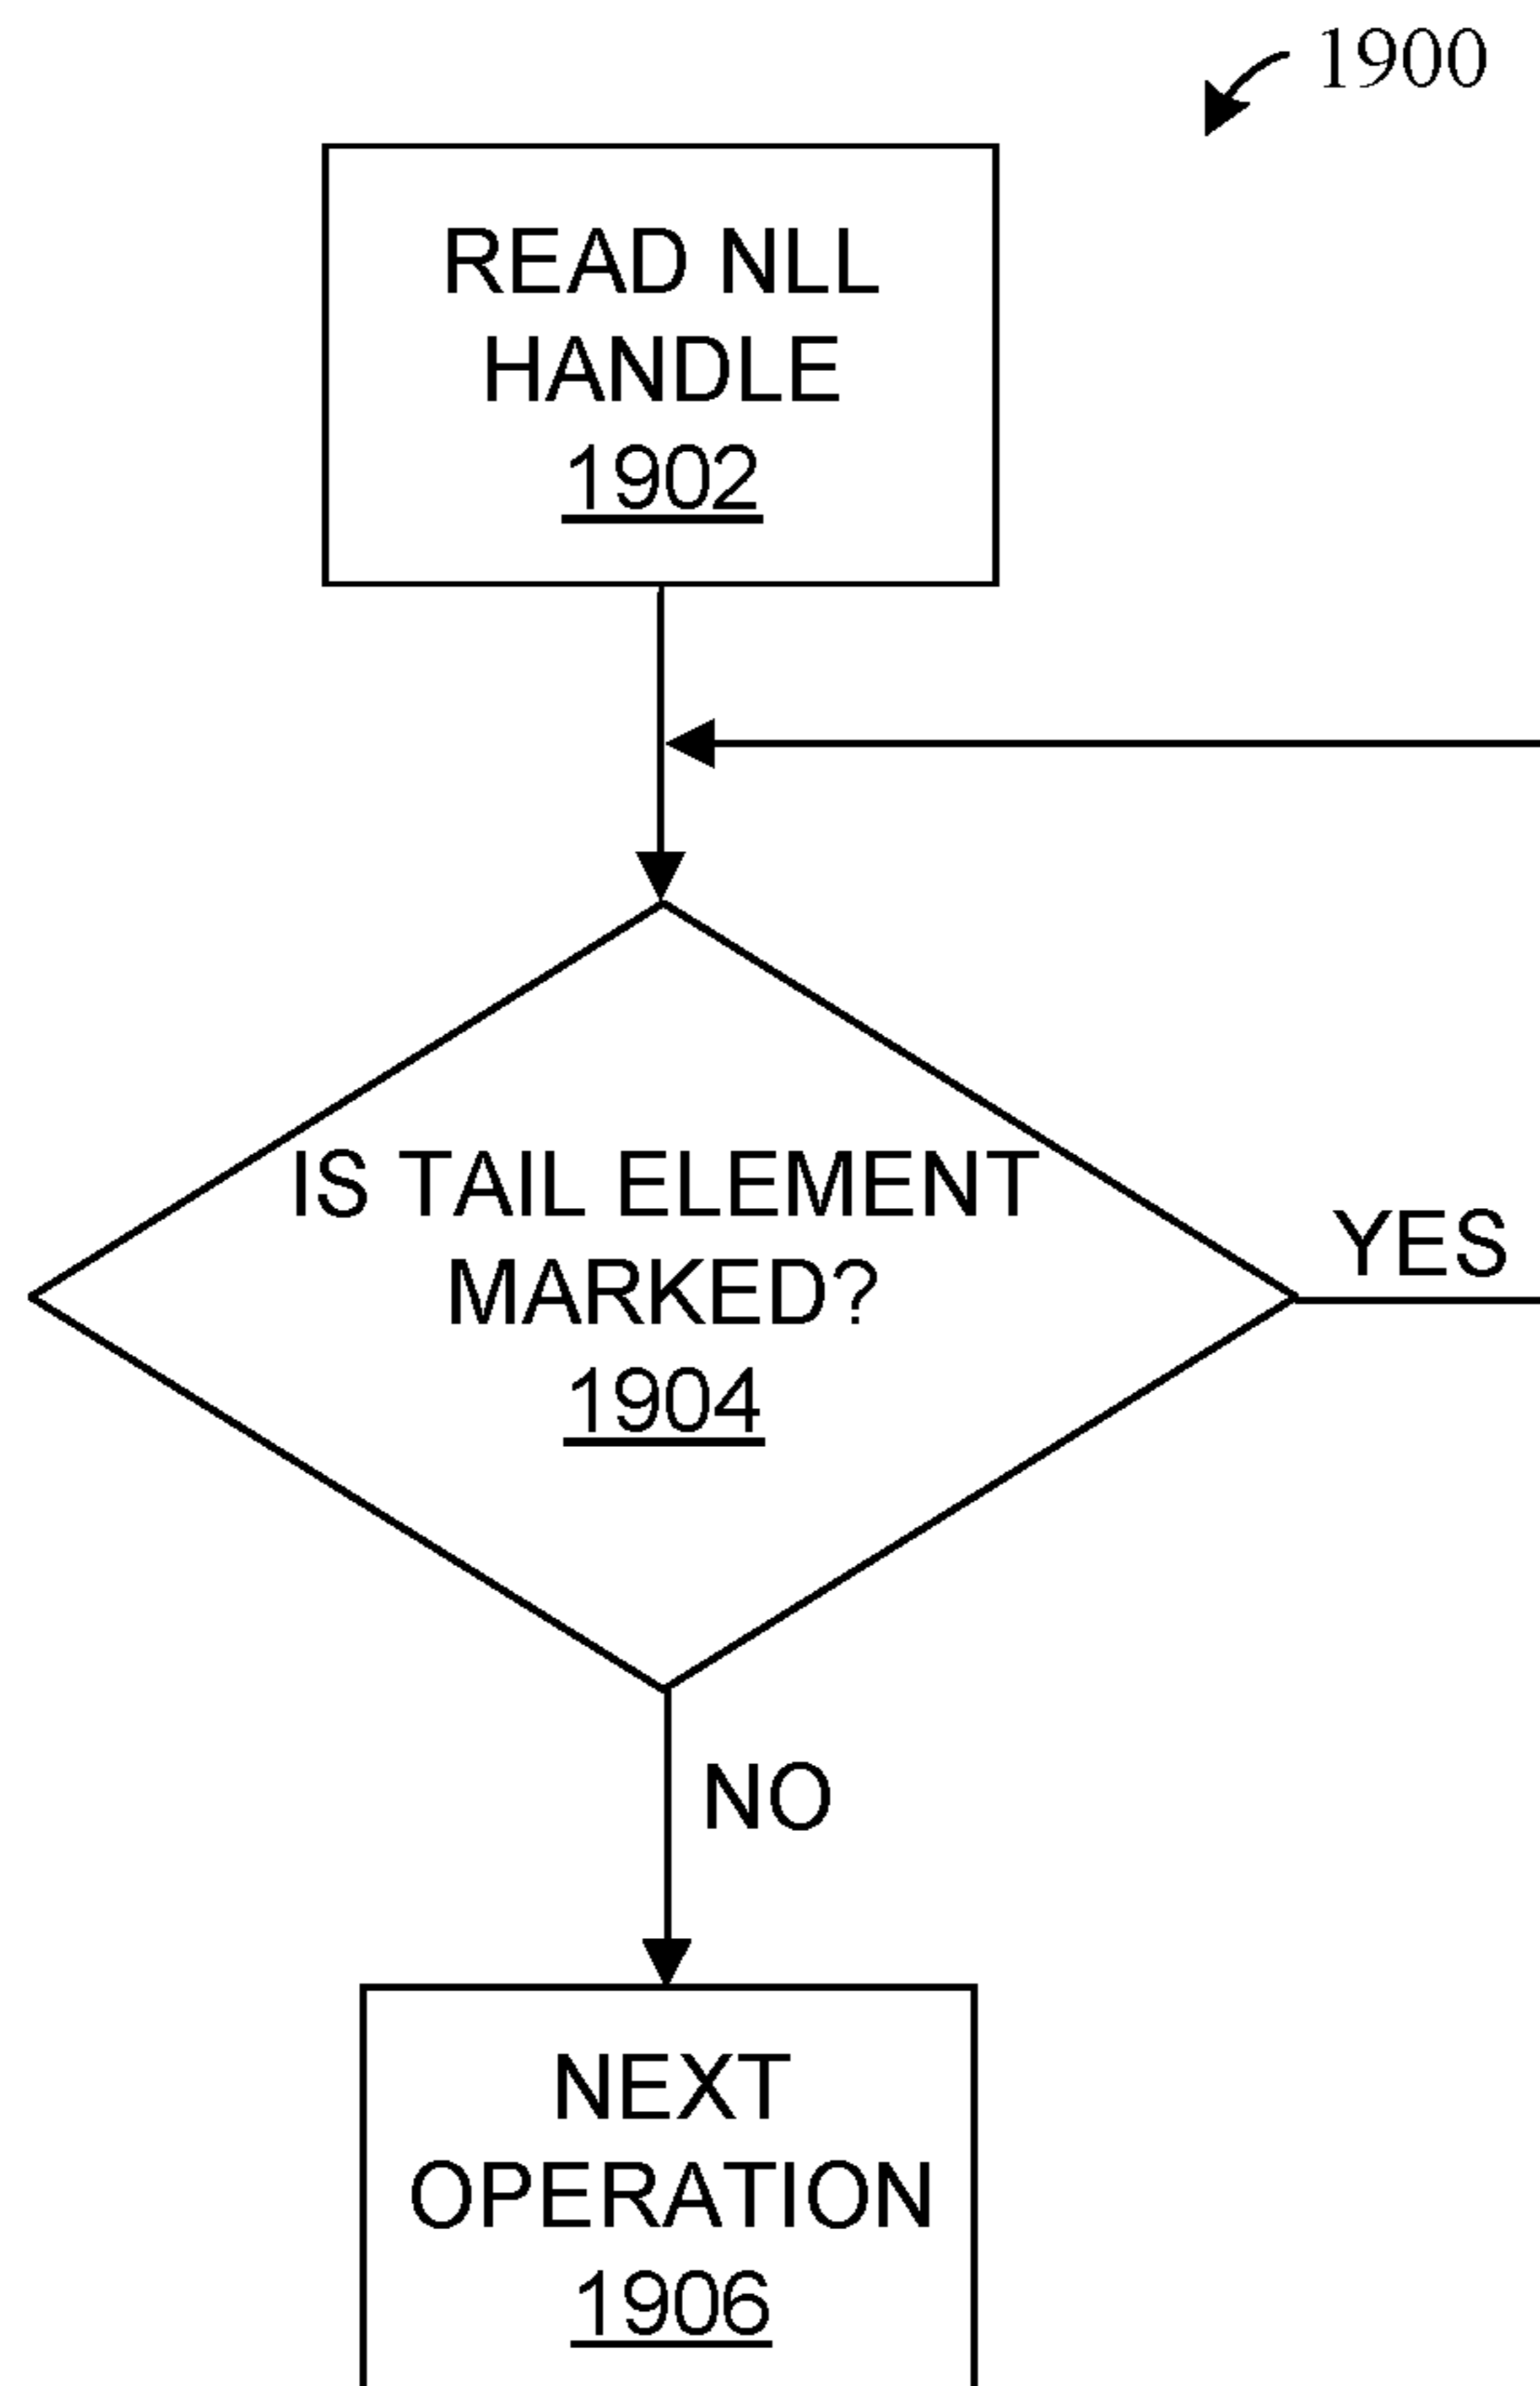 1900
READ NLL
HANDLE
1902
IS TAIL ELEMENT
MARKED?
1904
YES
NO
NEXT
OPERATION
1906